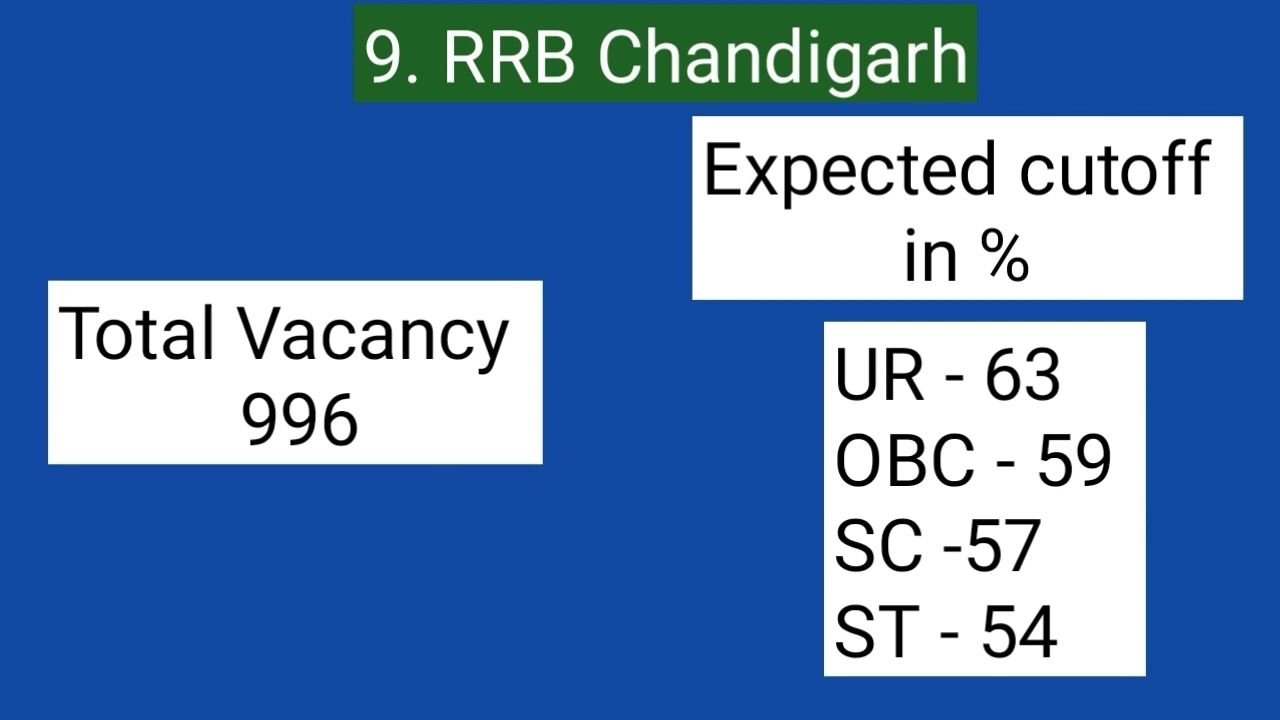 9. RRB Chandigarh
Expected cutoff
in %
Total Vacancy
996
UR - 63
OBC - 59
SC -57
ST - 54